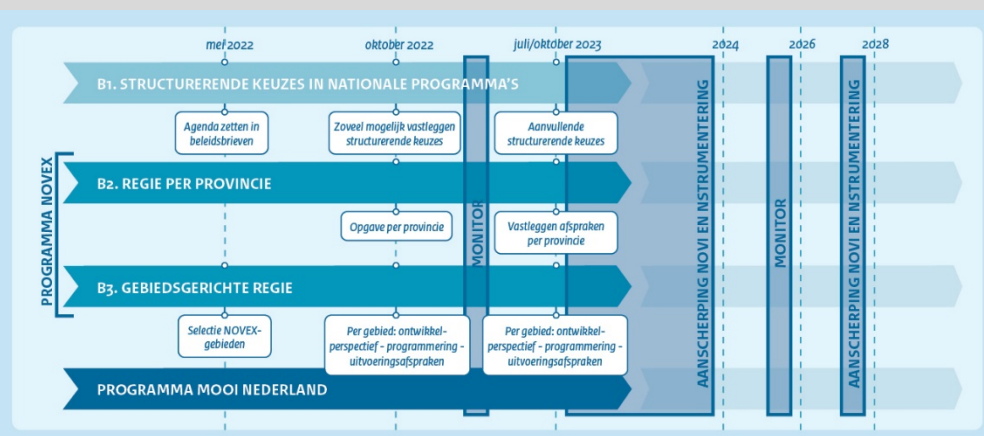 mei 2022
oktober 2022
juli/oktober 2023
2024
2026
2028
B1. STRUCTURERENDE KEUZES IN NATIONALE PROGRAMMA'S
Agenda zetten in
beleidsbrieven
Zoveel mogelijk vastleggen
structurerende keuzes
Aanvullende
structurerende keuzes
PROGRAMMA NOVEX
B2. REGIE PER PROVINCIE
Opgave per provincie
Vastleggen afspraken
per provincie
B3. GEBIEDSGERICHTE REGIE
Selectie NOVEX-
gebieden
Per gebied: ontwikkel-
perspectief - programmering -
uitvoeringsafspraken
Per gebied: ontwikkel-
perspectief - programmering -
uitvoeringsafspraken
PROGRAMMA MOOI NEDERLAND
MONITOR
AANSCHERPING NOVI EN NSTRUMENTERING
MONITOR
AANSCHERPING NOVI EN NSTRUMENTERING